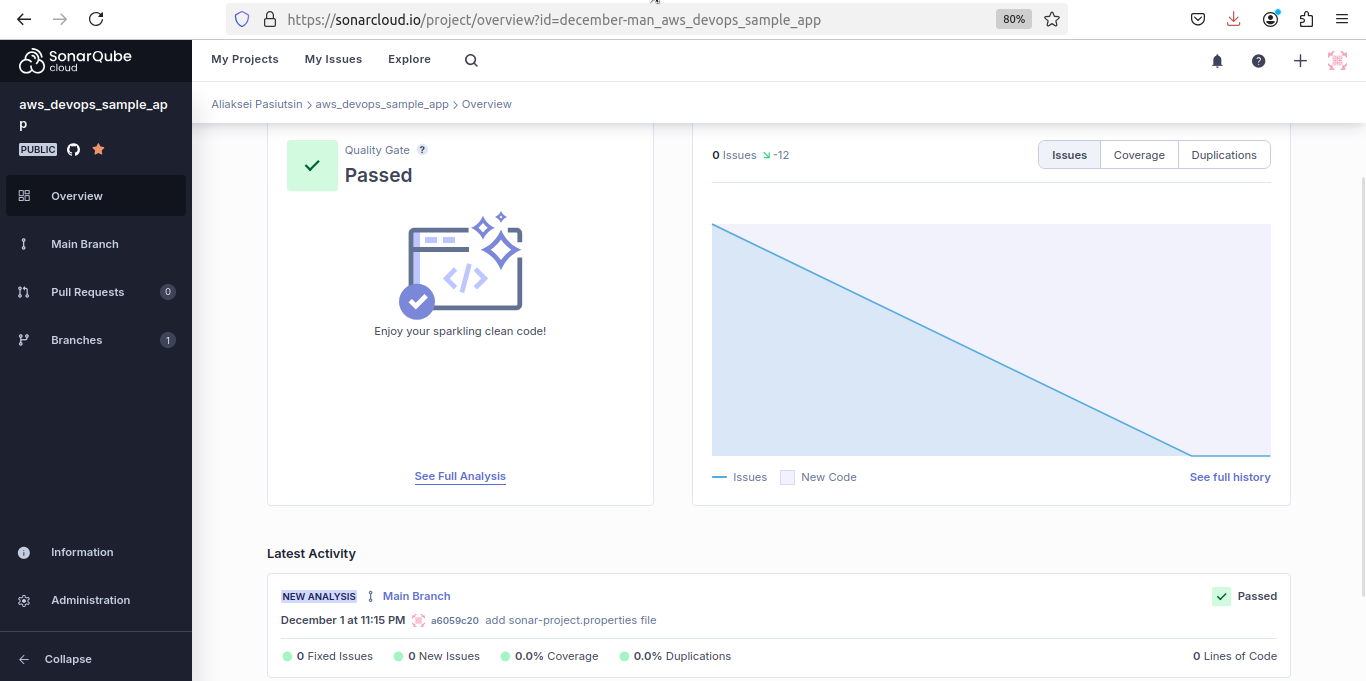 https://sonarcloud.io/project/overview?id=december-man_aws_devops_sample_app
80%
SonarQube
cloud
My Projects
My Issues
Explore
aws_devops_sample_ap
p
PUBLIC
Aliaksei Pasiutsin > aws_devops_sample_app > Overview
Overview
Main Branch
Pull Requests 0
Branches 1
Information
Administration
Collapse
Quality Gate ?
Passed
Enjoy your sparkling clean code!
See Full Analysis
0 Issues -12
Issues
Coverage
Duplications
Issues
New Code
See full history
Latest Activity
NEW ANALYSIS Main Branch
Passed
December 1 at 11:15 PM a6059c20 add sonar-project.properties file
0 Fixed Issues 0 New Issues 0.0% Coverage 0.0% Duplications
0 Lines of Code